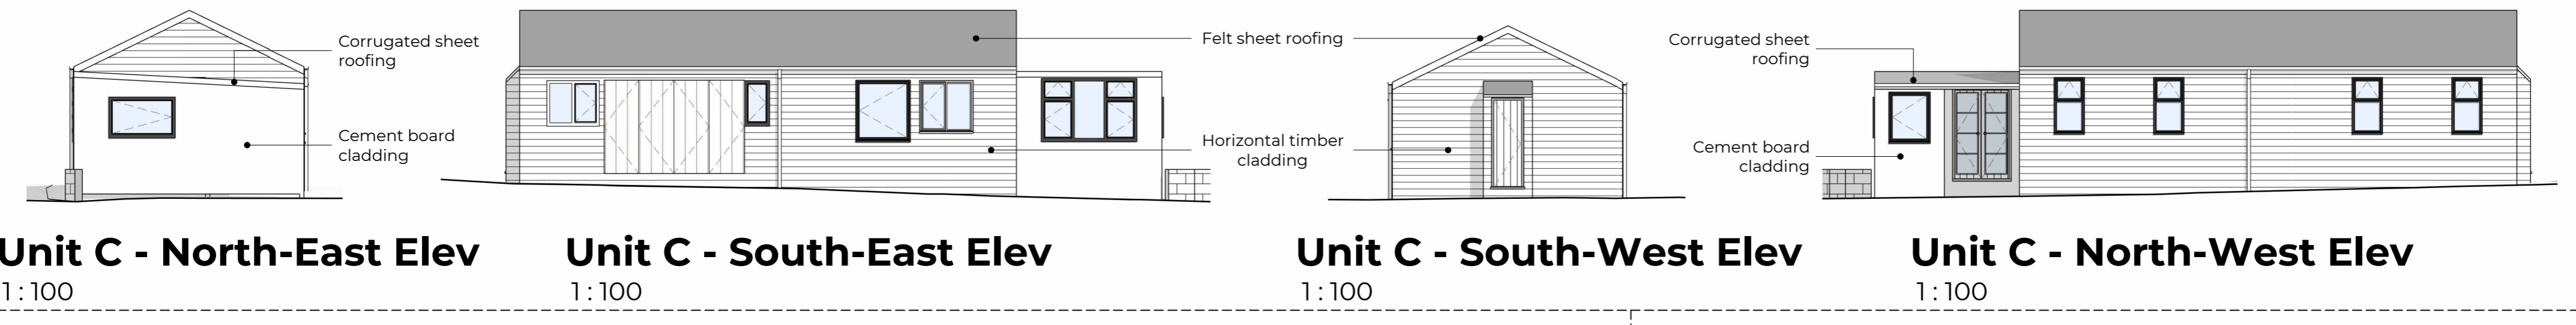 Corrugated sheet
roofing
Cement board
cladding
Felt sheet roofing
Horizontal timber
cladding
Corrugated sheet
roofing
Cement board
cladding
Unit C - North-East Elev
1 : 100
Unit C - South-East Elev
1 : 100
Unit C - South-West Elev
1 : 100
Unit C - North-West Elev
1 : 100